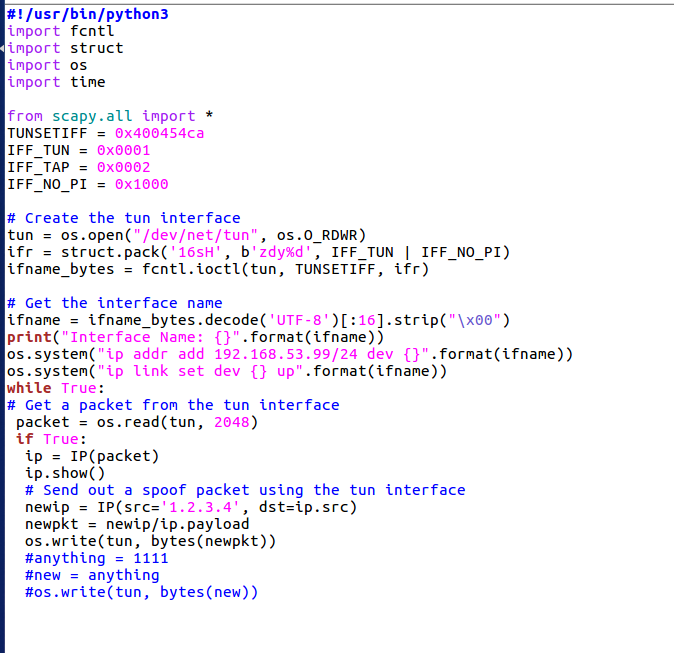 #!/usr/bin/python3
import fcntl
import struct
import os
import time

from scapy.all import *
TUNSETIFF = 0x400454ca
IFF_TUN = 0x0001
IFF_TAP = 0x0002
IFF_NO_PI = 0x1000

# Create the tun interface
tun = os.open("/dev/net/tun", os.O_RDWR)
ifr = struct.pack('16sH', b'zdy%d', IFF_TUN | IFF_NO_PI)
ifname_bytes = fcntl.ioctl(tun, TUNSETIFF, ifr)

# Get the interface name
ifname = ifname_bytes.decode('UTF-8')[:16].strip("\x00")
print("Interface Name: {}".format(ifname))
os.system("ip addr add 192.168.53.99/24 dev {}".format(ifname))
os.system("ip link set dev {} up".format(ifname))
while True:
# Get a packet from the tun interface
 packet = os.read(tun, 2048)
 if True:
  ip = IP(packet)
  ip.show()
  # Send out a spoof packet using the tun interface
  newip = IP(src='1.2.3.4', dst=ip.src)
  newpkt = newip/ip.payload
  os.write(tun, bytes(newpkt))
  #anything = 1111
  #new = anything
  #os.write(tun, bytes(new))